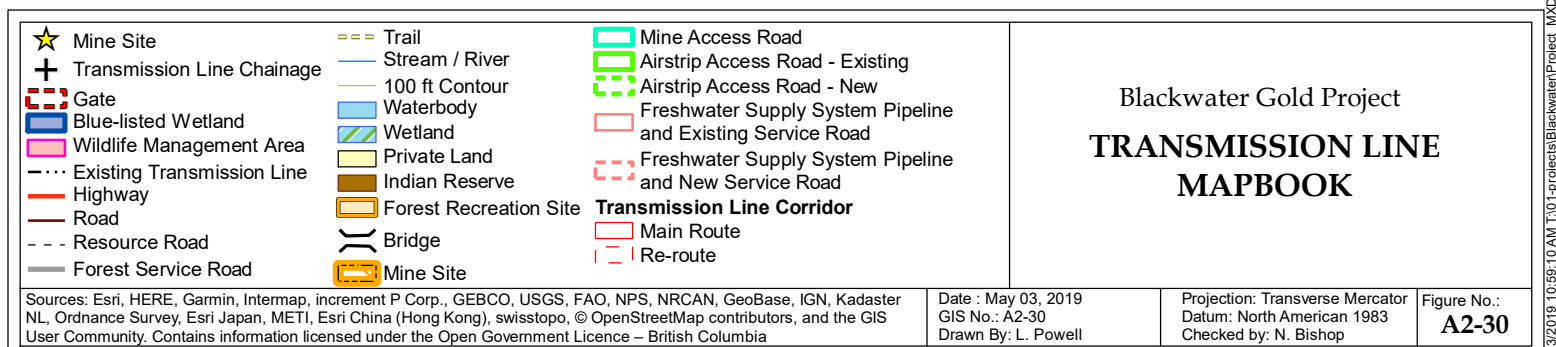 Mine Site
Transmission Line Chainage
Gate
Blue-listed Wetland
Wildlife Management Area
Existing Transmission Line
Highway
Road
Resource Road
Forest Service Road
Trail
Stream / River
100 ft Contour
Waterbody
Wetland
Private Land
Indian Reserve
Forest Recreation Site
Bridge
Mine Site
Mine Access Road
Airstrip Access Road - Existing
Airstrip Access Road - New
Freshwater Supply System Pipeline
and Existing Service Road
Freshwater Supply System Pipeline
and New Service Road
Transmission Line Corridor
Main Route
Re-route
Blackwater Gold Project
TRANSMISSION LINE
MAPBOOK
Sources: Esri, HERE, Garmin, Intermap, increment P Corp., GEBCO, USGS, FAO, NPS, NRCAN, GeoBase, IGN, Kadaster
NL, Ordnance Survey, Esri Japan, METI, Esri China (Hong Kong), swisstopo, © OpenStreetMap contributors, and the GIS
User Community. Contains information licensed under the Open Government Licence – British Columbia
Date : May 03, 2019
GIS No.: A2-30
Drawn By: L. Powell
Projection: Transverse Mercator
Datum: North American 1983
Checked by: N. Bishop
Figure No.:
A2-30
3/2019 10:59:10 AM T:\01-projects\Blackwater\Project_MXD